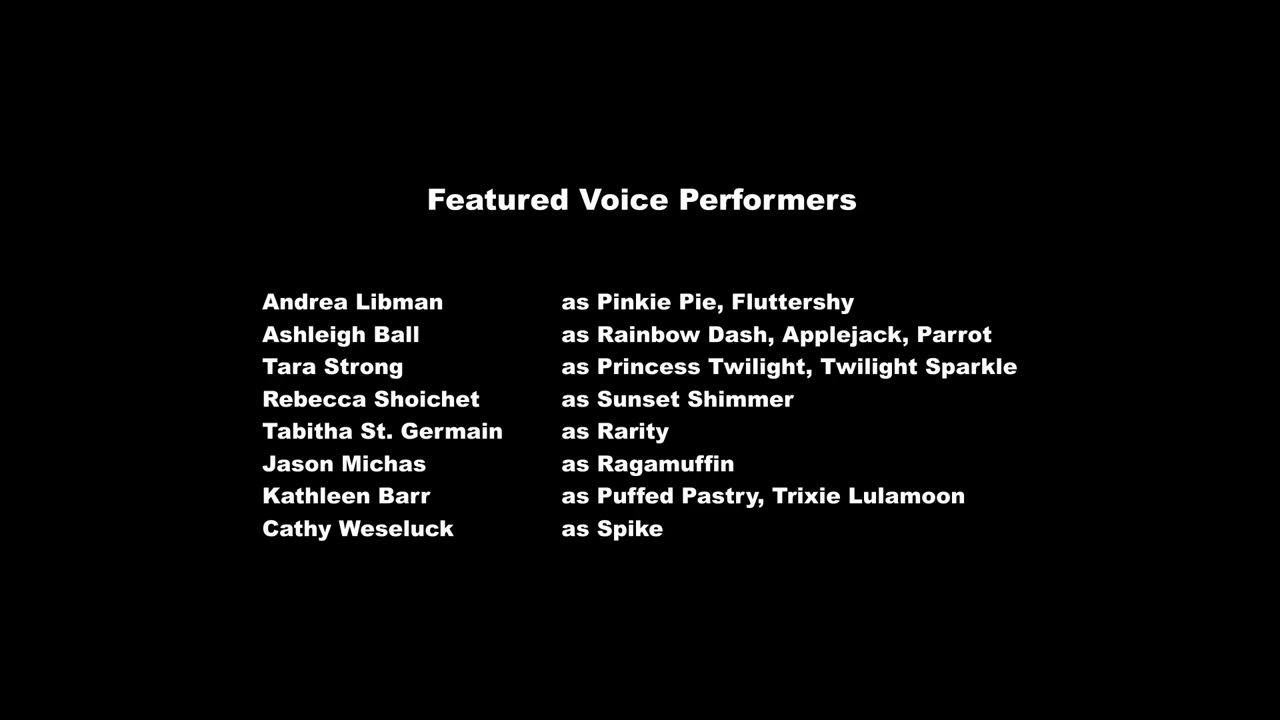 Featured Voice Performers
Andrea Libman as Pinkie Pie, Fluttershy
Ashleigh Ball as Rainbow Dash, Applejack, Parrot
Tara Strong as Princess Twilight, Twilight Sparkle
Rebecca Shoichet as Sunset Shimmer
Tabitha St. Germain as Rarity
Jason Michas as Ragamuffin
Kathleen Barr as Puffed Pastry, Trixie Lulamoon
Cathy Weseluck as Spike